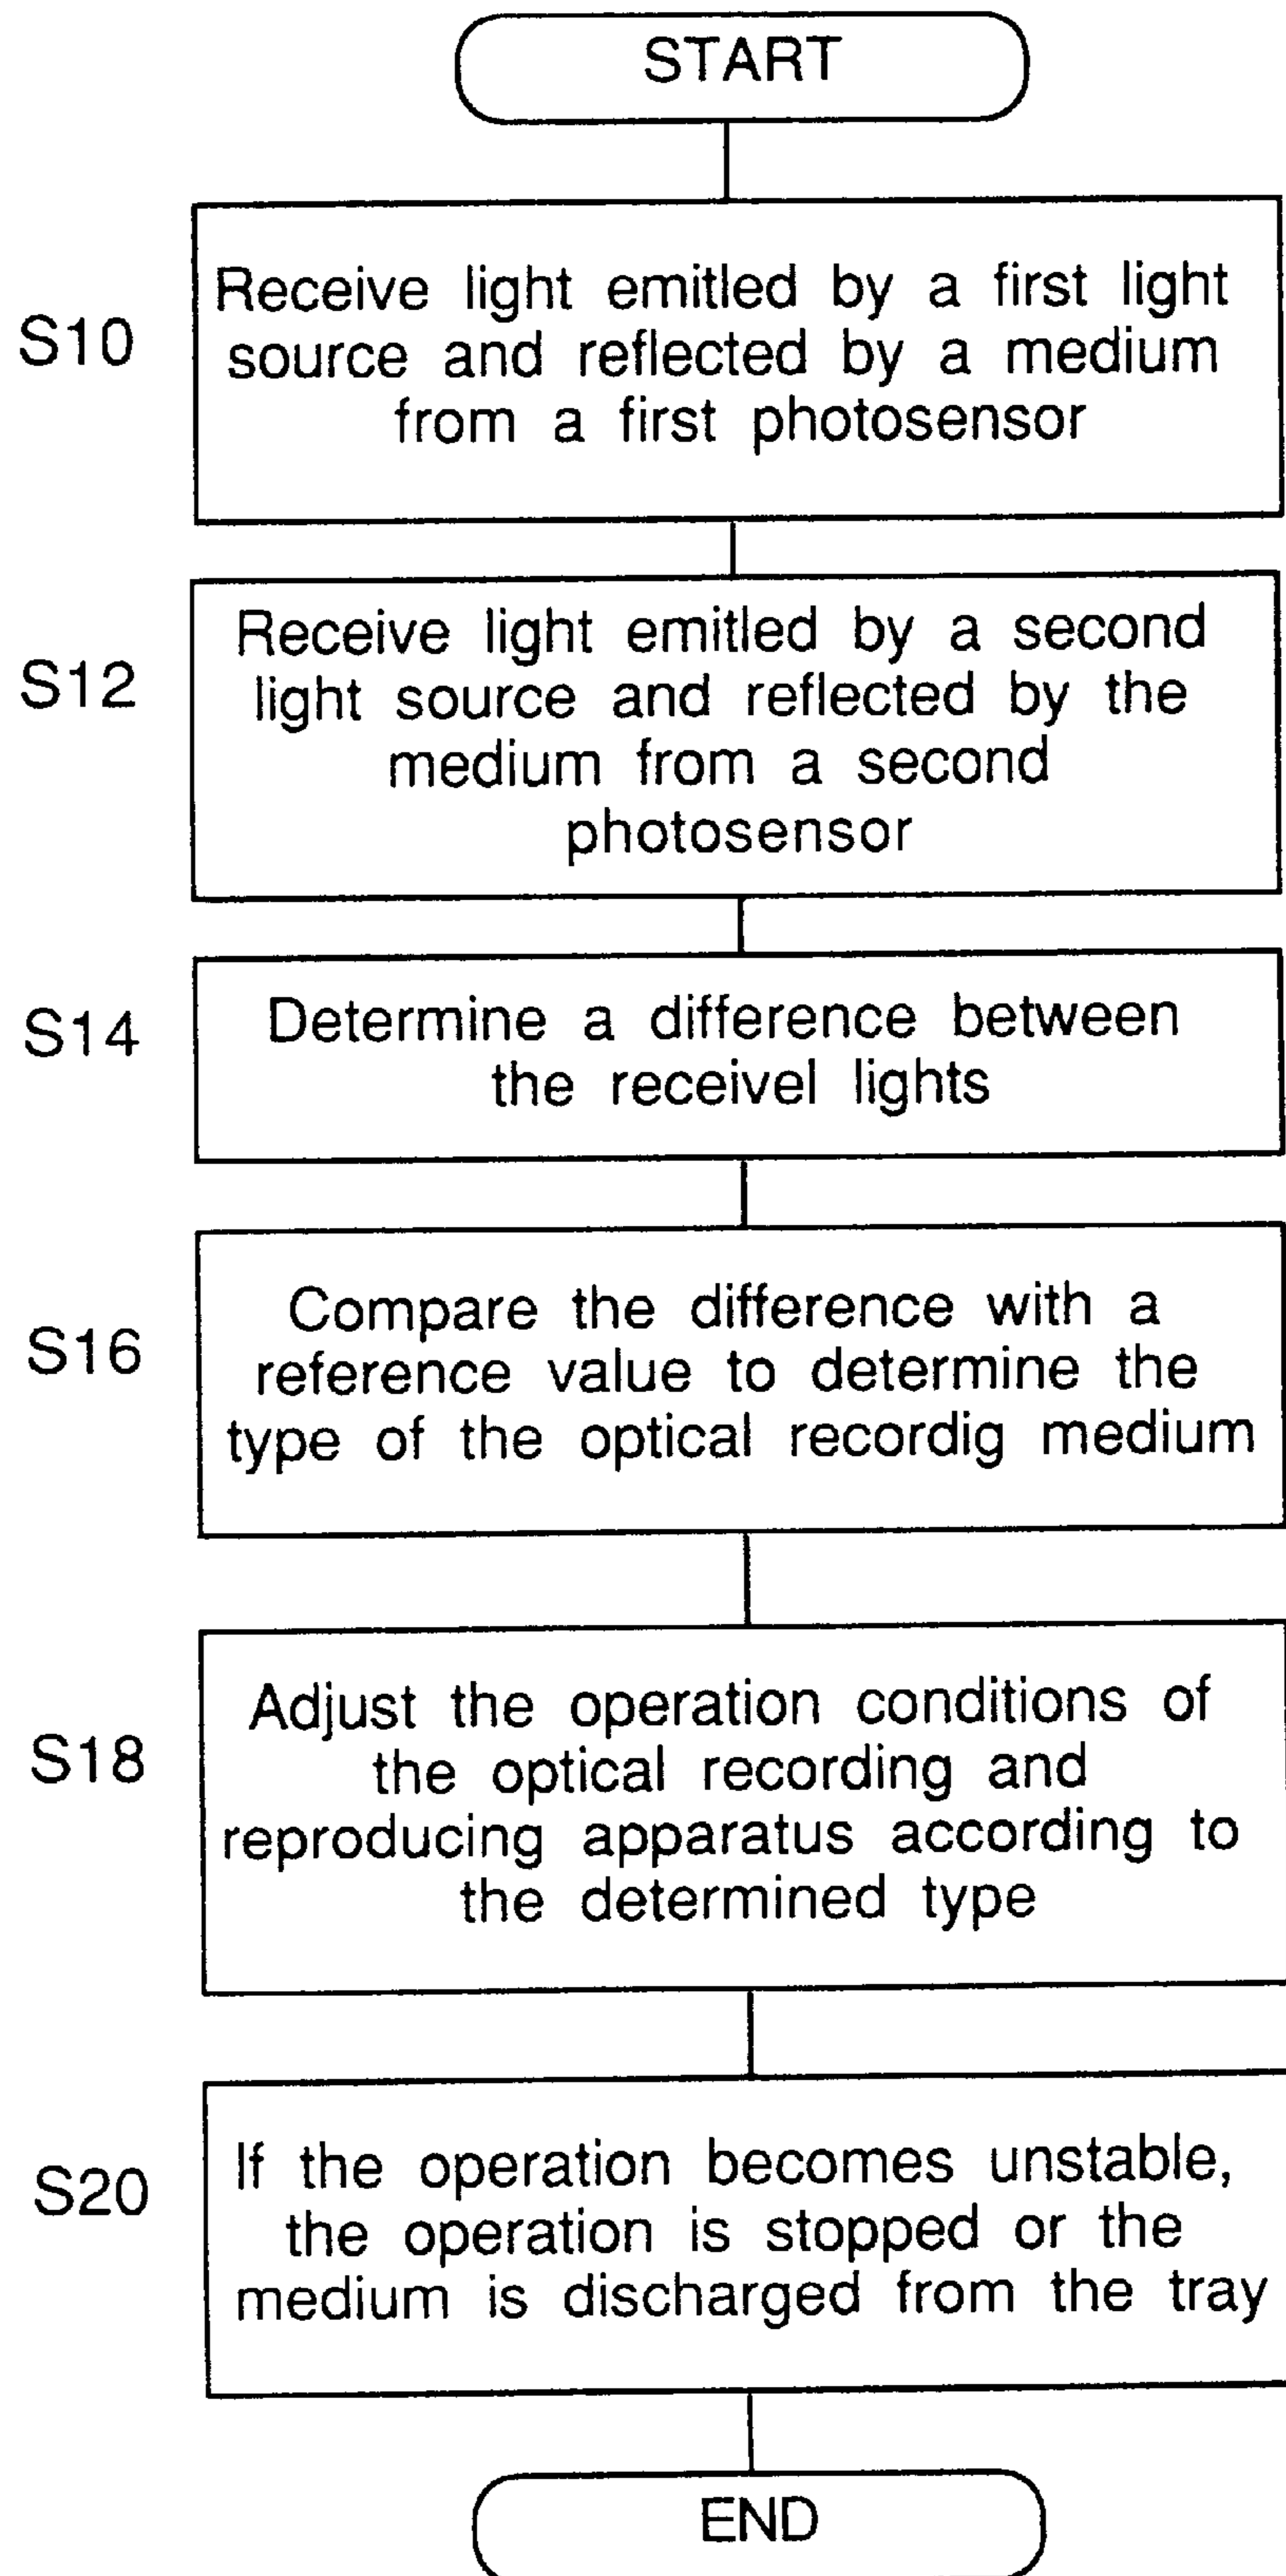 START
S10
Receive light emitled by a first light
source and reflected by a medium
from a first photosensor
S12
Receive light emitled by a second
light source and reflected by the
medium from a second
photosensor
S14
Determine a difference between
the receivel lights
S16
Compare the difference with a
reference value to determine the
type of the optical recordig medium
S18
Adjust the operation conditions of
the optical recording and
reproducing apparatus according to
the determined type
S20
If the operation becomes unstable,
the operation is stopped or the
medium is discharged from the tray
END